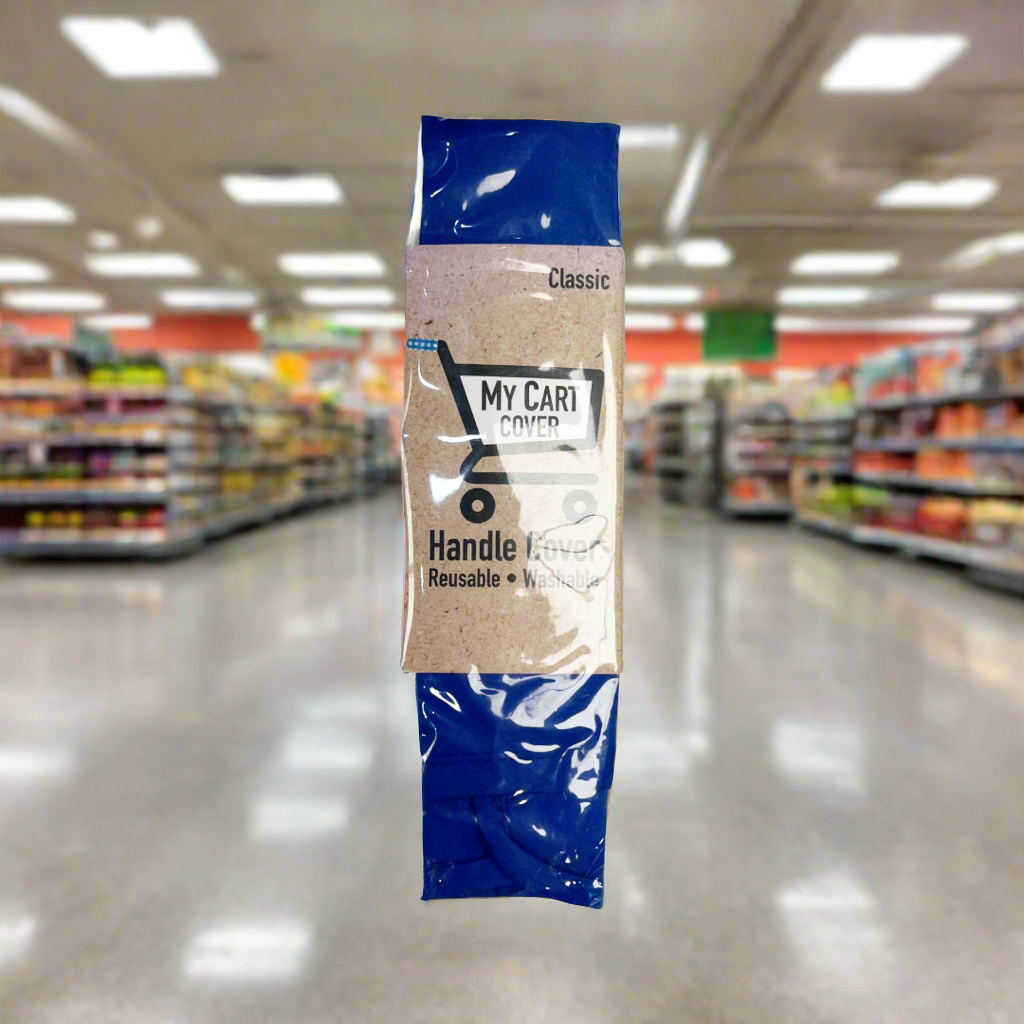 Classic
My Cart
Cover
Handle Cover
Reusable • Washable